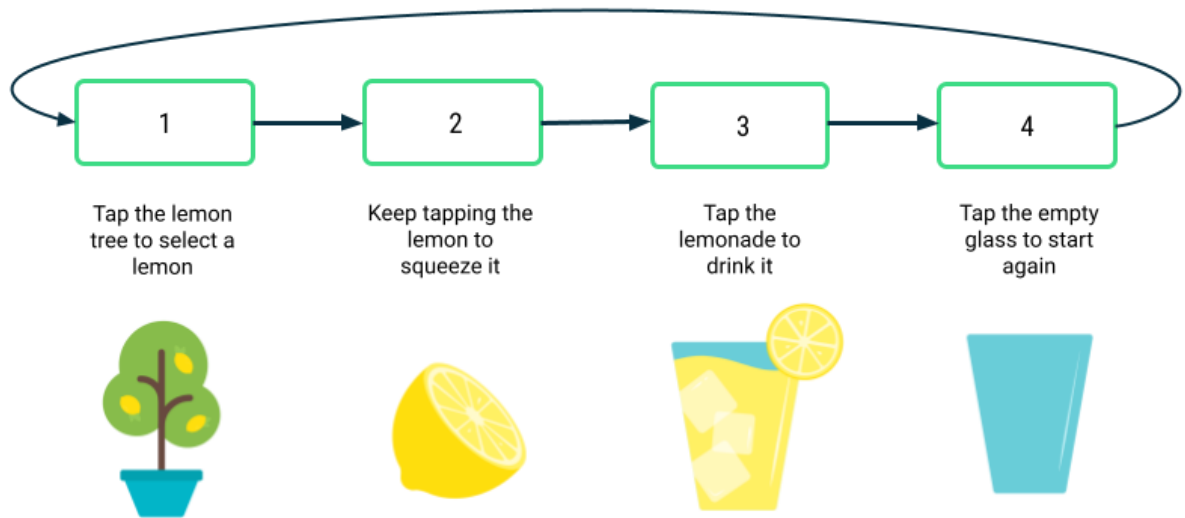 1
2
3
4
Tap the lemon
tree to select a
lemon
Keep tapping the
lemon to
squeeze it
Tap the
lemonade to
drink it
Tap the empty
glass to start
again